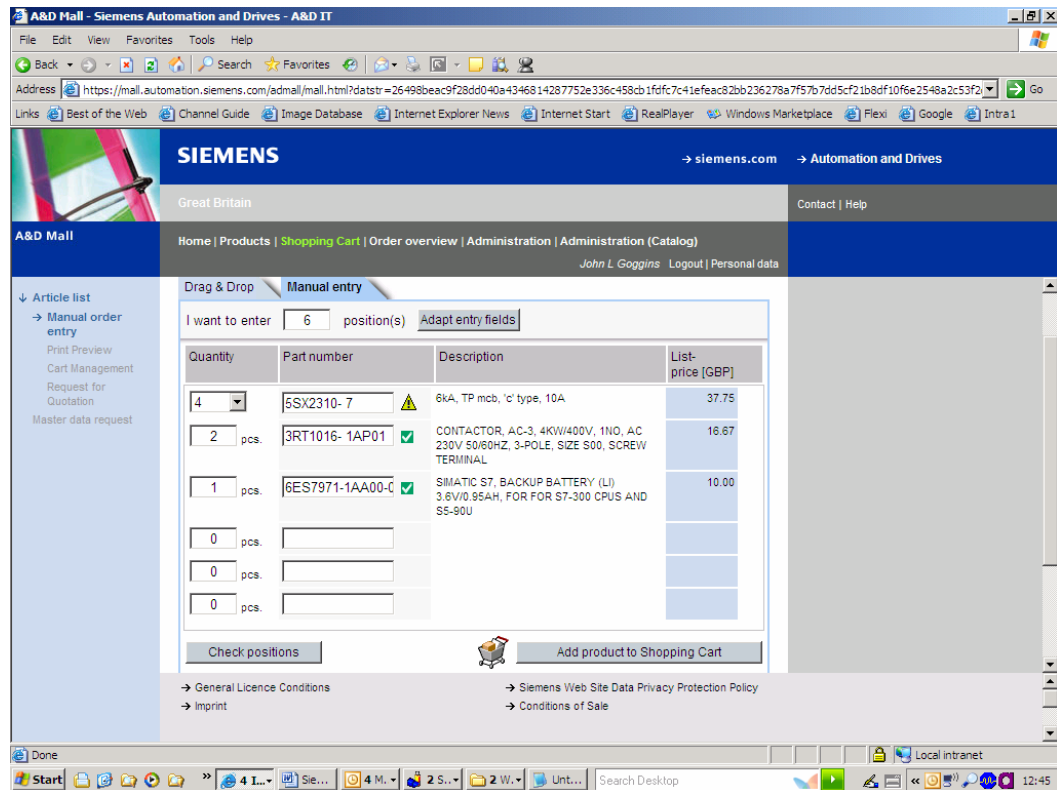 A&D Mall - Siemens Automation and Drives - A&D IT
File Edit View Favorites Tools Help
Back Search Favorites
Address https://mall.automation.siemens.com/admall/mall.html?datstr=26498beac9f28dd040a4346814287752e336c458cb1fdfc7c41efeac82bb236278a7f57b7dd5cf21b8df10f6e2548a2c53f2 Go
Links Best of the Web Channel Guide Image Database Internet Explorer News Internet Start RealPlayer Windows Marketplace Flexi Google Intra1
SIEMENS
siemens.com Automation and Drives
Great Britain
Contact | Help
A&D Mall
Home | Products | Shopping Cart | Order overview | Administration | Administration (Catalog)
John L Goggins Logout | Personal data
Article list
Manual order
entry
Print Preview
Cart Management
Request for
Quotation
Master data request
Drag & Drop Manual entry
I want to enter 6 position(s) Adapt entry fields
Quantity Part number Description List-
price [GBP]
4 5SX2310- 7 6kA, TP mcb, 'c' type, 10A 37.75
2 pcs. 3RT1016- 1AP01 CONTACTOR, AC-3, 4KW/400V, 1NO, AC 16.67
230V 50/60HZ, 3-POLE, SIZE S00, SCREW
TERMINAL
1 pcs. 6ES7971-1AA00-0 SIMATIC S7, BACKUP BATTERY (LI) 10.00
3.6V/0.95AH, FOR FOR S7-300 CPUS AND
S5-90U
0 pcs.
0 pcs.
0 pcs.
Check positions Add product to Shopping Cart
General Licence Conditions Siemens Web Site Data Privacy Protection Policy
Imprint Conditions of Sale
Done Local intranet
Start 4 I... Sie... 4 M. 2 S.. 2 W.. Unt... Search Desktop 12:45